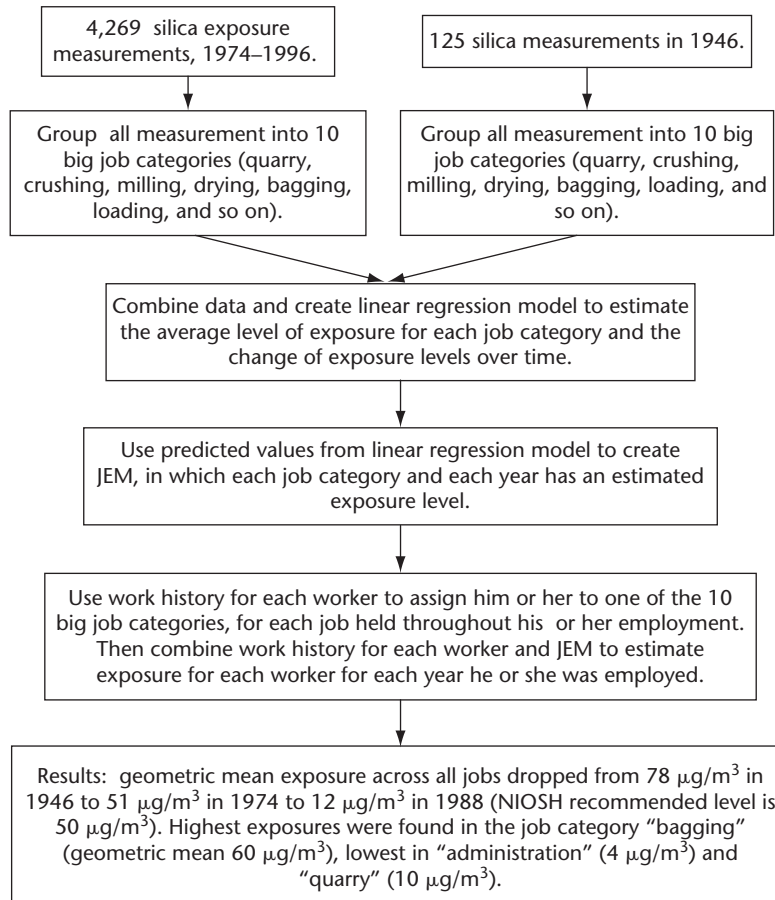 4,269 silica exposure
measurements, 1974–1996.
125 silica measurements in 1946.
Group all measurement into 10
big job categories (quarry,
crushing, milling, drying, bagging,
loading, and so on).
Group all measurement into 10 big
job categories (quarry, crushing,
milling, drying, bagging, loading, and
so on).
Combine data and create linear regression model to estimate
the average level of exposure for each job category and the
change of exposure levels over time.
Use predicted values from linear regression model to create
JEM, in which each job category and each year has an estimated
exposure level.
Use work history for each worker to assign him or her to one of the 10
big job categories, for each job held throughout his or her employment.
Then combine work history for each worker and JEM to estimate
exposure for each worker for each year he or she was employed.
Results: geometric mean exposure across all jobs dropped from 78 μg/m³ in
1946 to 51 μg/m³ in 1974 to 12 μg/m³ in 1988 (NIOSH recommended level is
50 μg/m³). Highest exposures were found in the job category “bagging”
(geometric mean 60 μg/m³), lowest in “administration” (4 μg/m³) and
“quarry” (10 μg/m³).